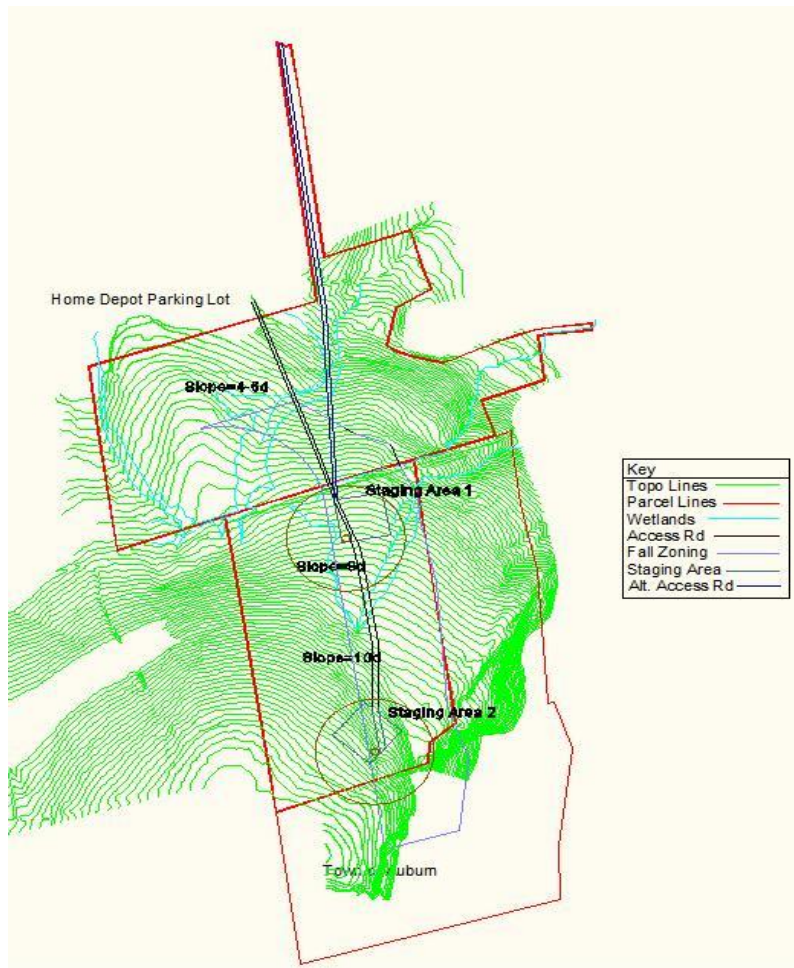 Home Depot Parking Lot
Slope=4-6d
Staging Area 1
Slope=8d
Slope=10d
Staging Area 2
Key
Topo Lines
Parcel Lines
Wetlands
Access Rd
Fall Zoning
Staging Area
Alt. Access Rd